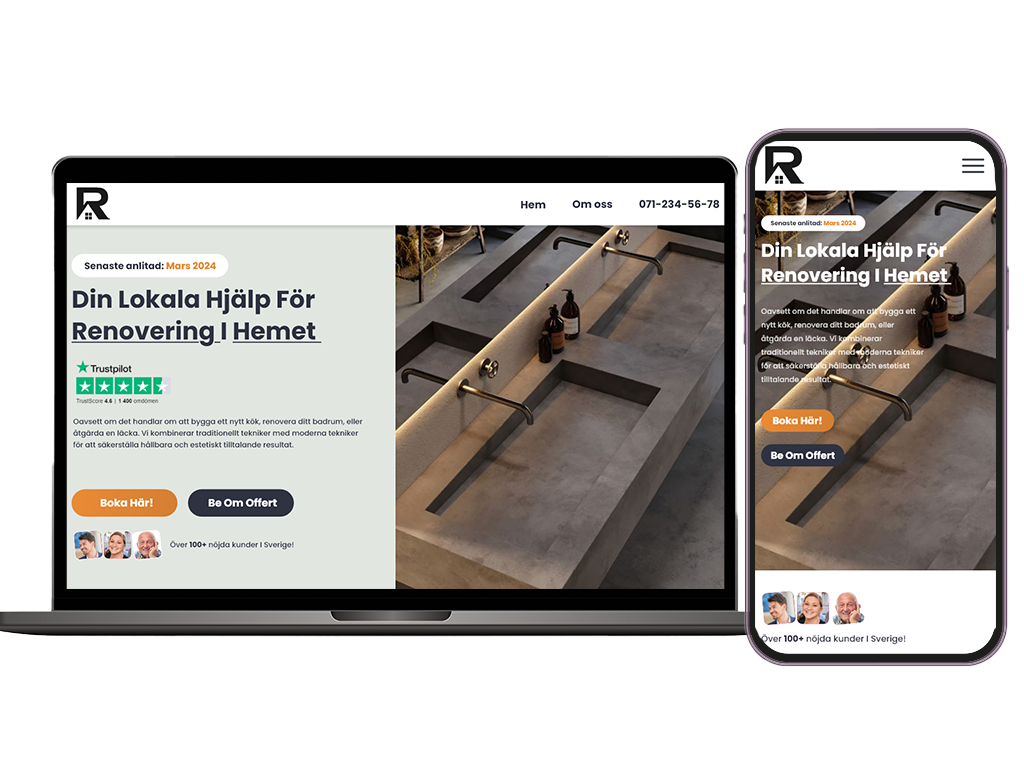 R
Hem Om oss 071-234-56-78
Senaste anlitad: Mars 2024
Din Lokala Hjälp För
Renovering I Hemet
Trustpilot
TrustScore 4.6 | 1 400 omdömen
Oavsett om det handlar om att bygga ett nytt kök, renovera ditt badrum, eller
åtgärda en läcka. Vi kombinerar traditionellt tekniker med moderna tekniker
för att säkerställa hållbara och estetiskt tilltalande resultat.
Boka Här! Be Om Offert
Över 100+ nöjda kunder I Sverige!
R
Senaste anlitad: Mars 2024
Din Lokala Hjälp För
Renovering I Hemet
Oavsett om det handlar om att bygga ett
nytt kök, renovera ditt badrum, eller
åtgärda en läcka. Vi kombinerar
traditionellt tekniker med moderna tekniker
för att säkerställa hållbara och estetiskt
tilltalande resultat.
Boka Här!
Be Om Offert
Över 100+ nöjda kunder I Sverige!